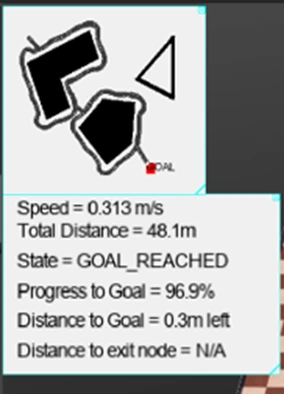 GOAL
Speed = 0.313 m/s
Total Distance = 48.1m
State = GOAL_REACHED
Progress to Goal = 96.9%
Distance to Goal = 0.3m left
Distance to exit node = N/A